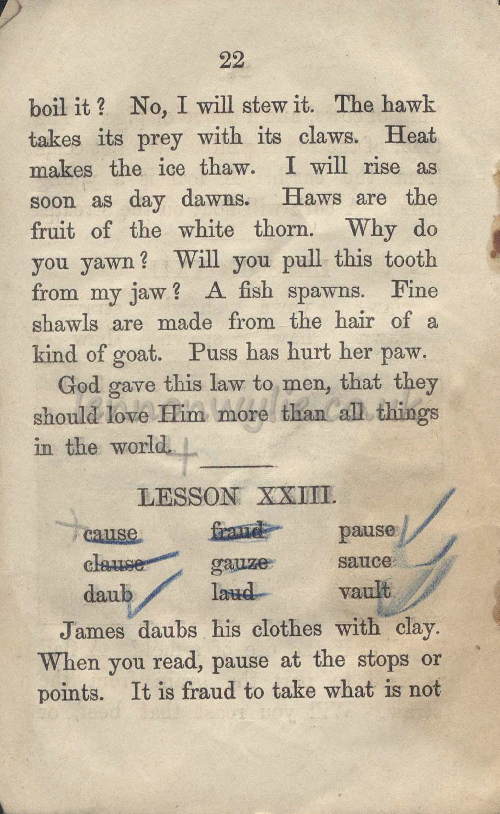 22
boil it? No, I will stew it. The hawk
takes its prey with its claws. Heat
makes the ice thaw. I will rise as
soon as day dawns. Haws are the
fruit of the white thorn. Why do
you yawn? Will you pull this tooth
from my jaw? A fish spawns. Fine
shawls are made from the hair of a
kind of goat. Puss has hurt her paw.
God gave this law to men, that they
should love Him more than all things
in the world.
LESSON XXIII.
cause fraud pause
clause gauze sauce
daub laud vault
James daubs his clothes with clay.
When you read, pause at the stops or
points. It is fraud to take what is not